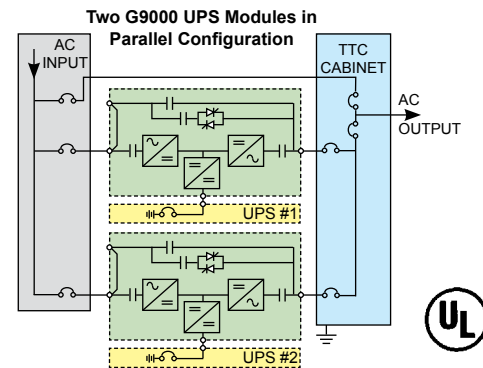 Two G9000 UPS Modules in
Parallel Configuration
AC
INPUT
TTC
CABINET
AC
OUTPUT
UPS #1
UPS #2
UL